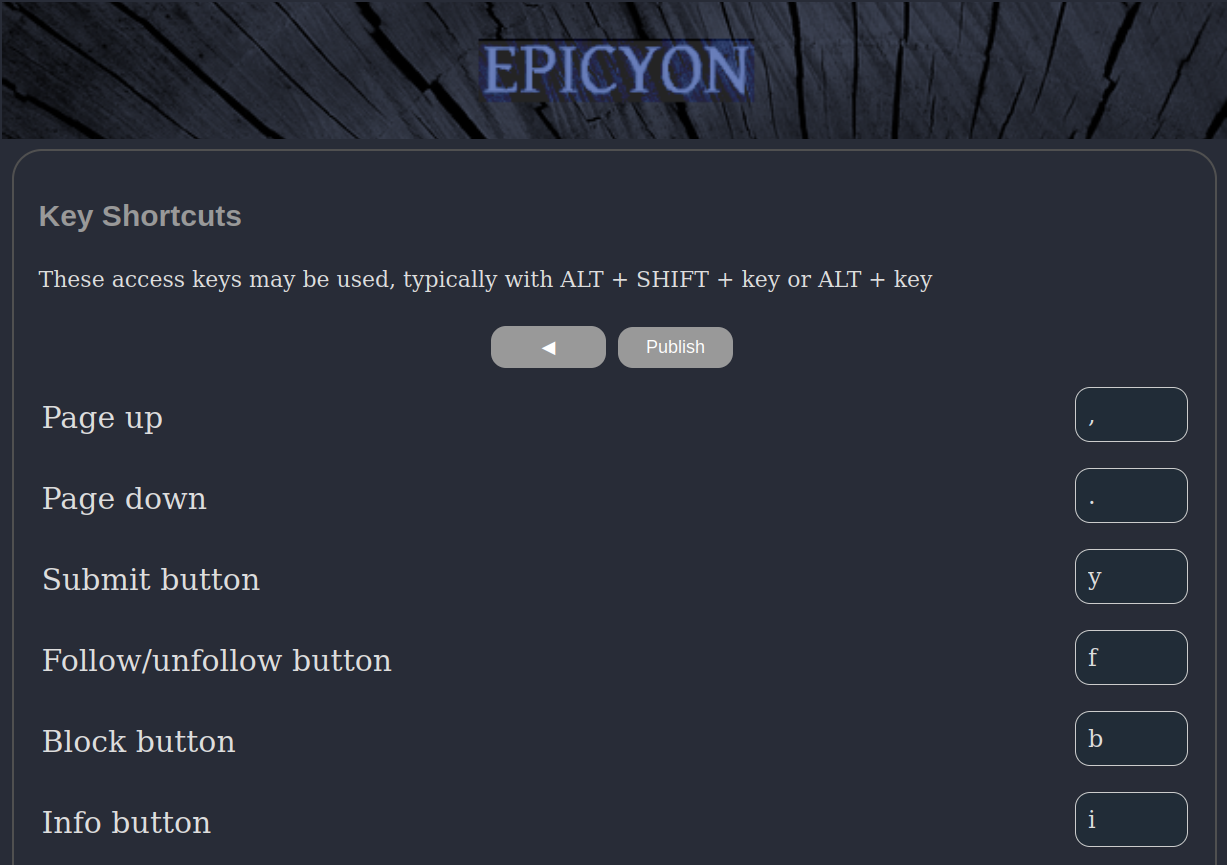 EPICYON
Key Shortcuts
These access keys may be used, typically with ALT + SHIFT + key or ALT + key
◀ Publish
Page up ,
Page down .
Submit button y
Follow/unfollow button f
Block button b
Info button i